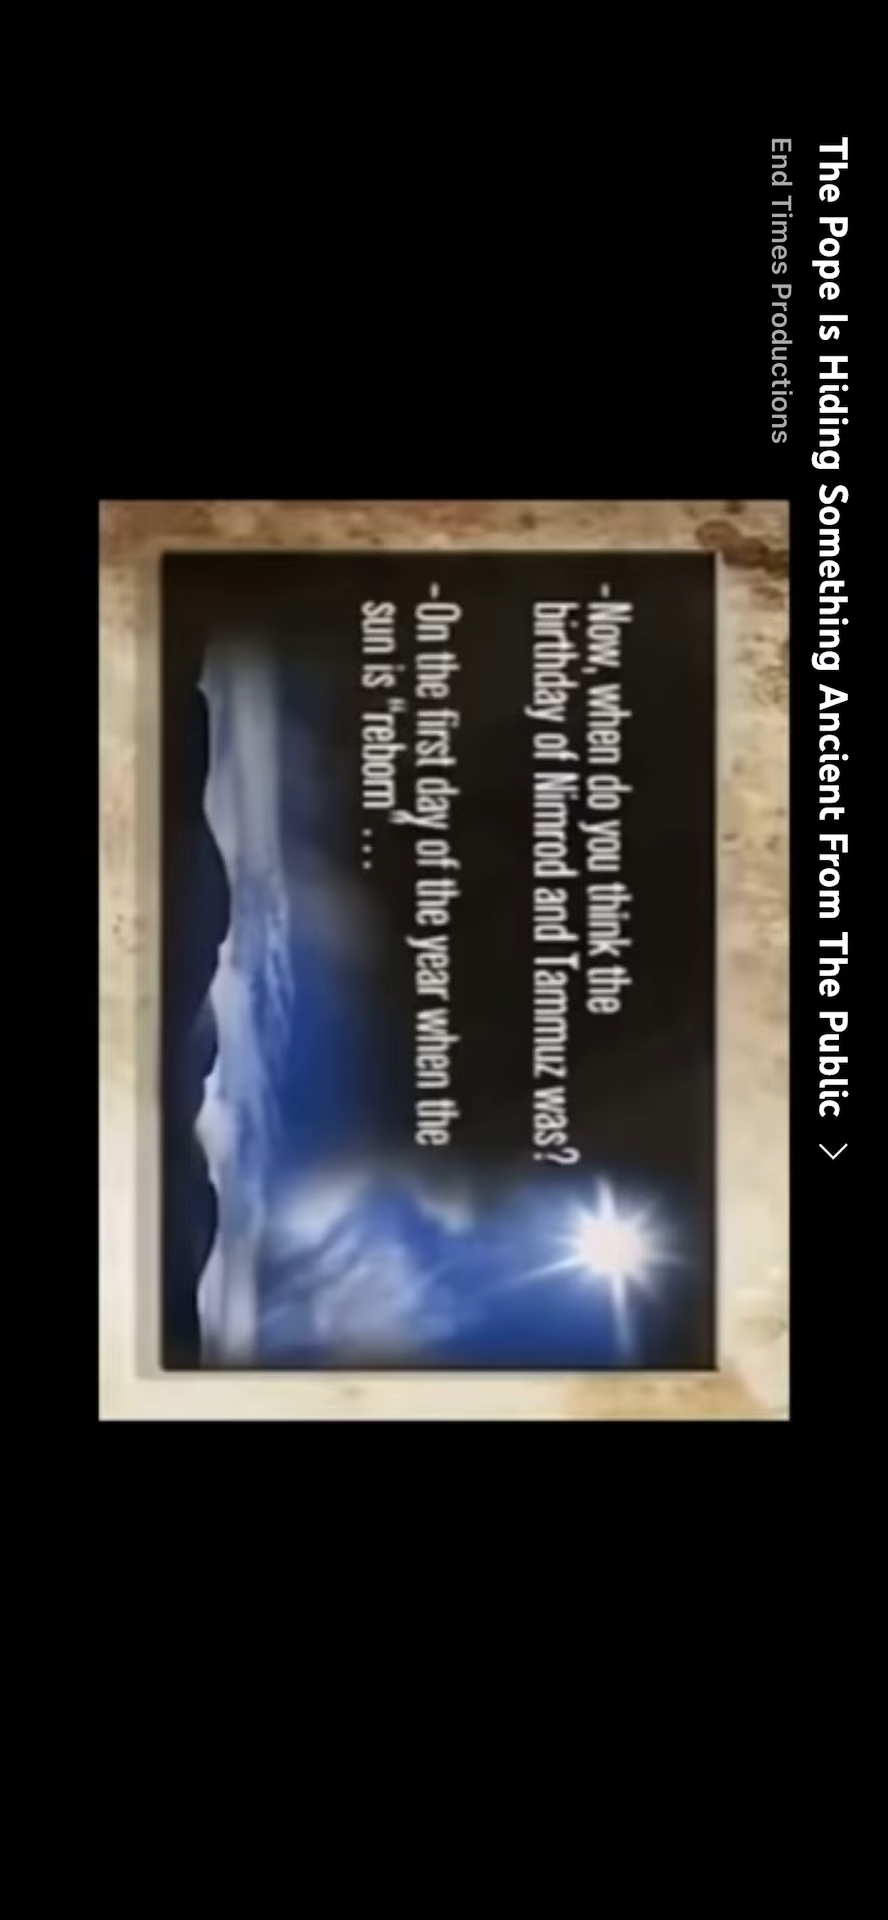 The Pope Is Hiding Something Ancient From The Public
End Times Productions
-Now, when do you think the
birthday of Nimrod and Tammuz was?
-On the first day of the year when the
sun is "reborn" ...